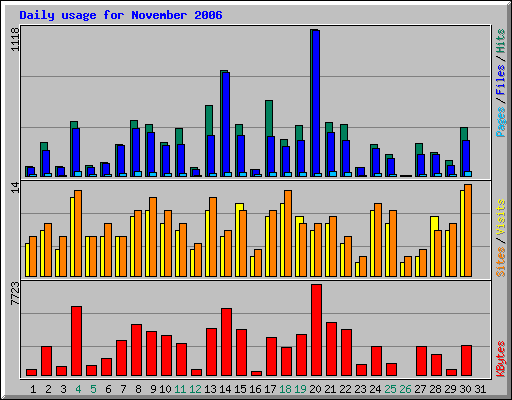 Daily usage for November 2006
1118
Pages / Files / Hits
14
Sites / Visits
7723
KBytes
1 2 3 4 5 6 7 8 9 10 11 12 13 14 15 16 17 18 19 20 21 22 23 24 25 26 27 28 29 30 31